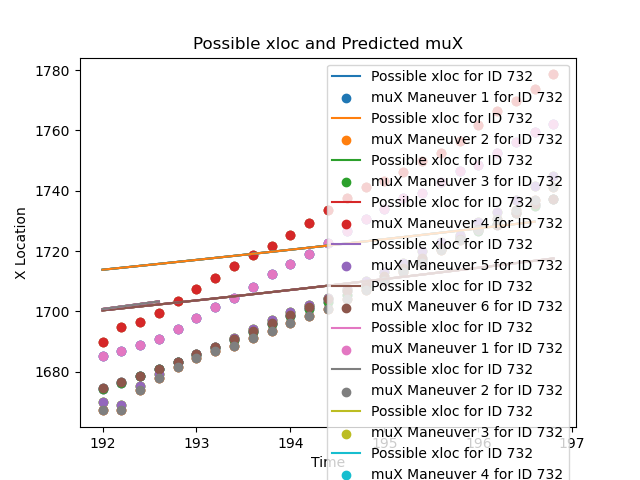 Possible xloc and Predicted muX
1780
1760
1740
1720
1700
1680
X Location
192
193
194
195
196
197
Time
Possible xloc for ID 732
muX Maneuver 1 for ID 732
Possible xloc for ID 732
muX Maneuver 2 for ID 732
Possible xloc for ID 732
muX Maneuver 3 for ID 732
Possible xloc for ID 732
muX Maneuver 4 for ID 732
Possible xloc for ID 732
muX Maneuver 5 for ID 732
Possible xloc for ID 732
muX Maneuver 6 for ID 732
Possible xloc for ID 732
muX Maneuver 1 for ID 732
Possible xloc for ID 732
muX Maneuver 2 for ID 732
Possible xloc for ID 732
muX Maneuver 3 for ID 732
Possible xloc for ID 732
muX Maneuver 4 for ID 732